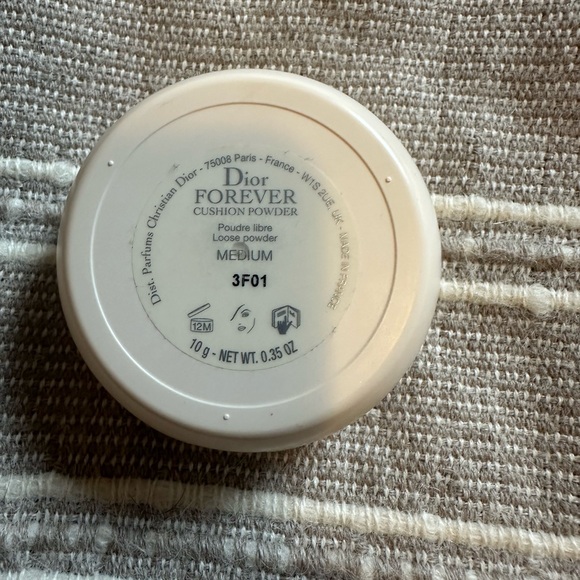 Dist. Parfums Christian Dior - 75008 Paris - France - W1S 2UE, UK - MADE IN FRANCE
Dior
FOREVER
CUSHION POWDER
Poudre libre
Loose powder
MEDIUM
3F01
12M
10 g - NET WT. 0.35 OZ